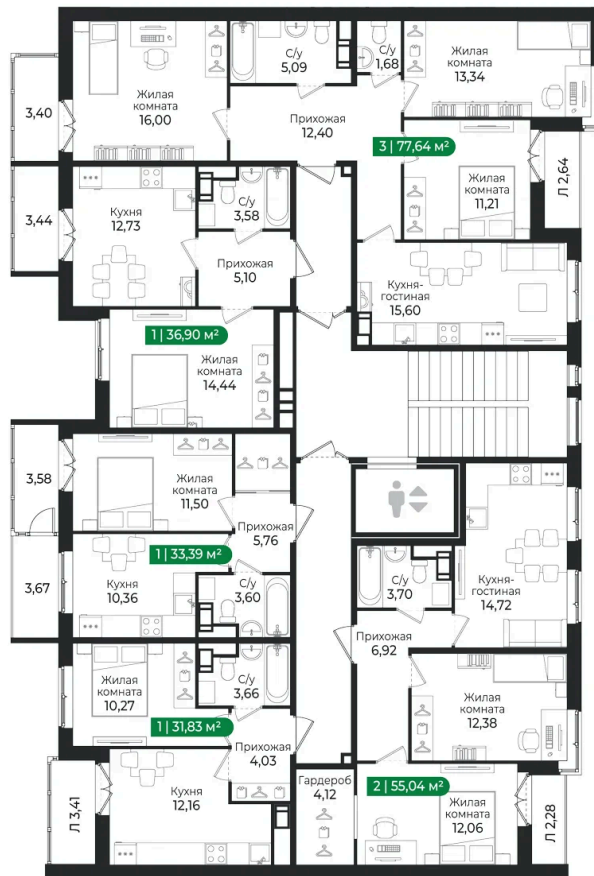 С/у
5,09
С/у
1,68
Жилая
комната
13,34
Жилая
комната
16,00
3,40
Прихожая
12,40
3 | 77,64 м²
Жилая
комната
11,21
Л 2,64
3,44
Кухня
12,73
С/у
3,58
Прихожая
5,10
Кухня-
гостиная
15,60
1 | 36,90 м²
Жилая
комната
14,44
3,58
Жилая
комната
11,50
Прихожая
5,76
1 | 33,39 м²
3,67
Кухня
10,36
С/у
3,60
С/у
3,70
Кухня-
гостиная
14,72
Прихожая
6,92
Жилая
комната
10,27
С/у
3,66
1 | 31,83 м²
Жилая
комната
12,38
Прихожая
4,03
Л 3,41
Кухня
12,16
Гардероб
4,12
2 | 55,04 м²
Жилая
комната
12,06
Л 2,28